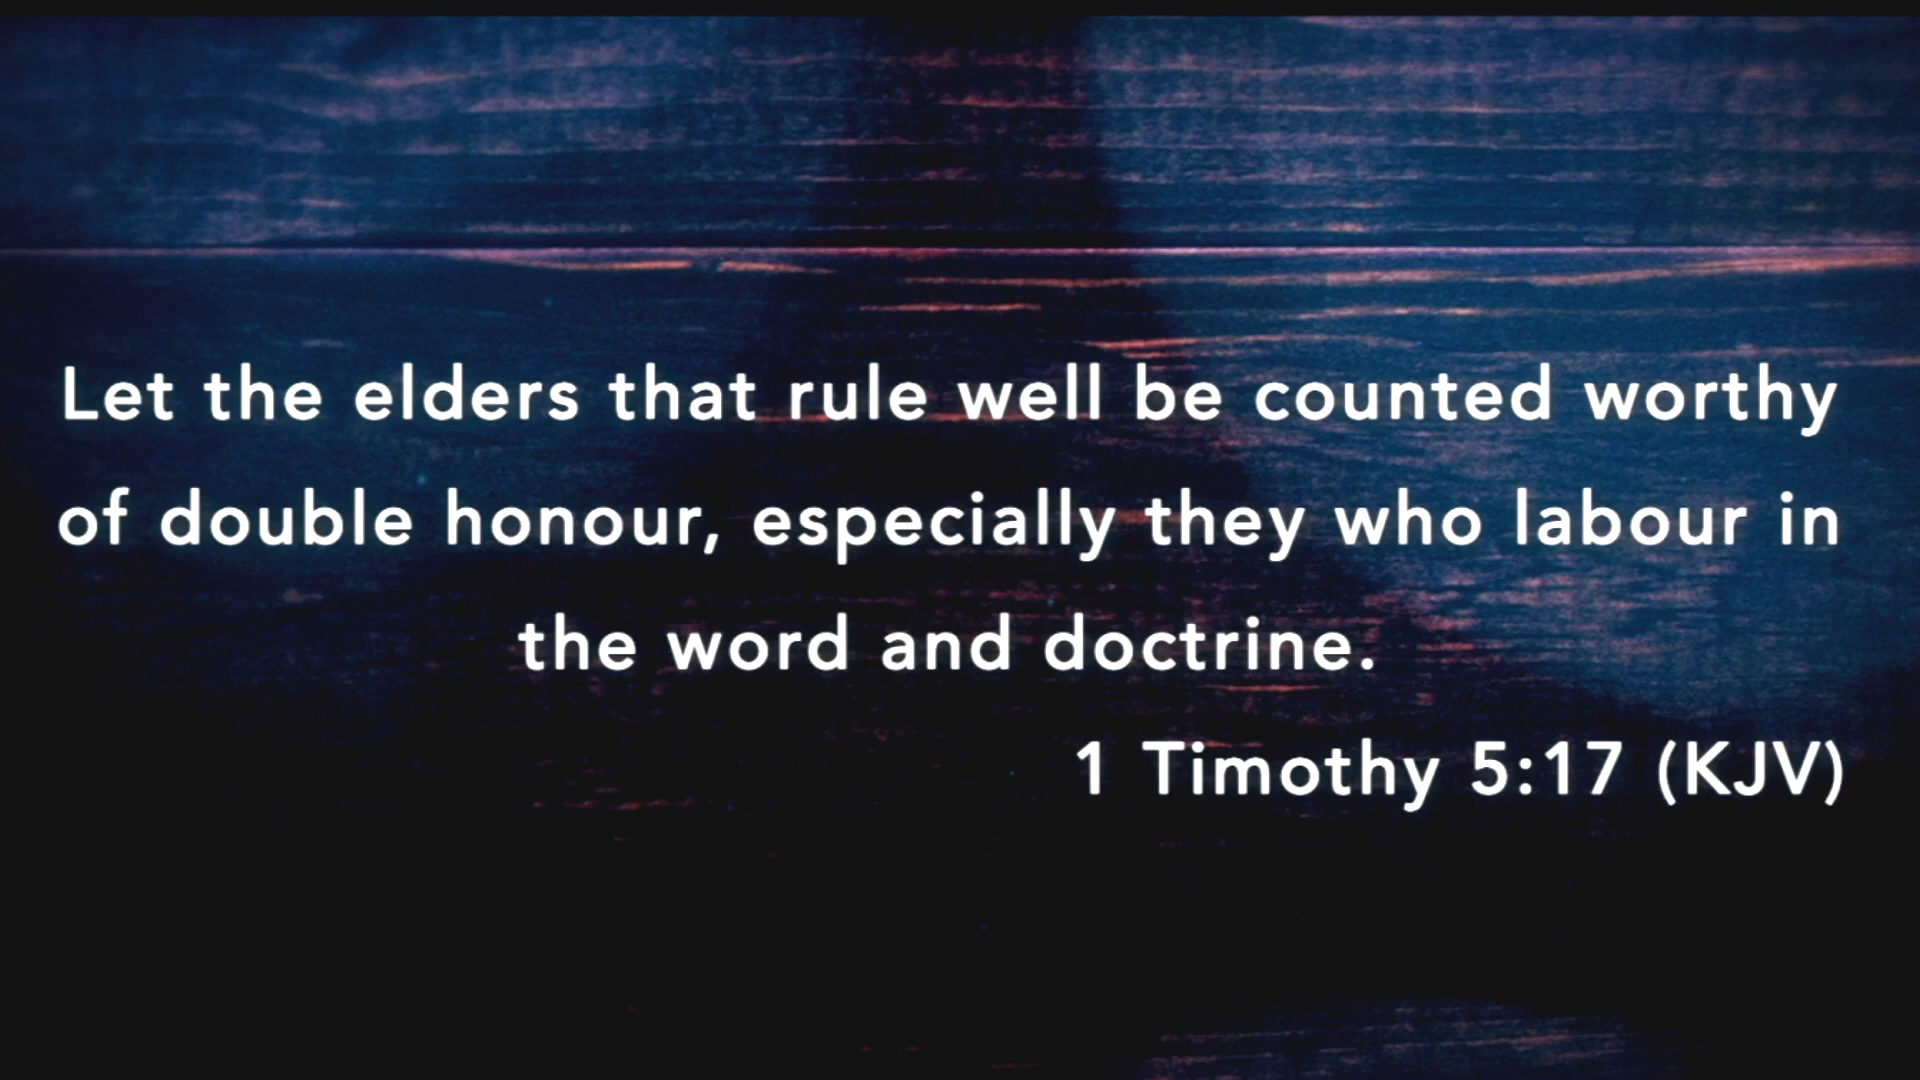 Let the elders that rule well be counted worthy
of double honour, especially they who labour in
the word and doctrine.
1 Timothy 5:17 (KJV)